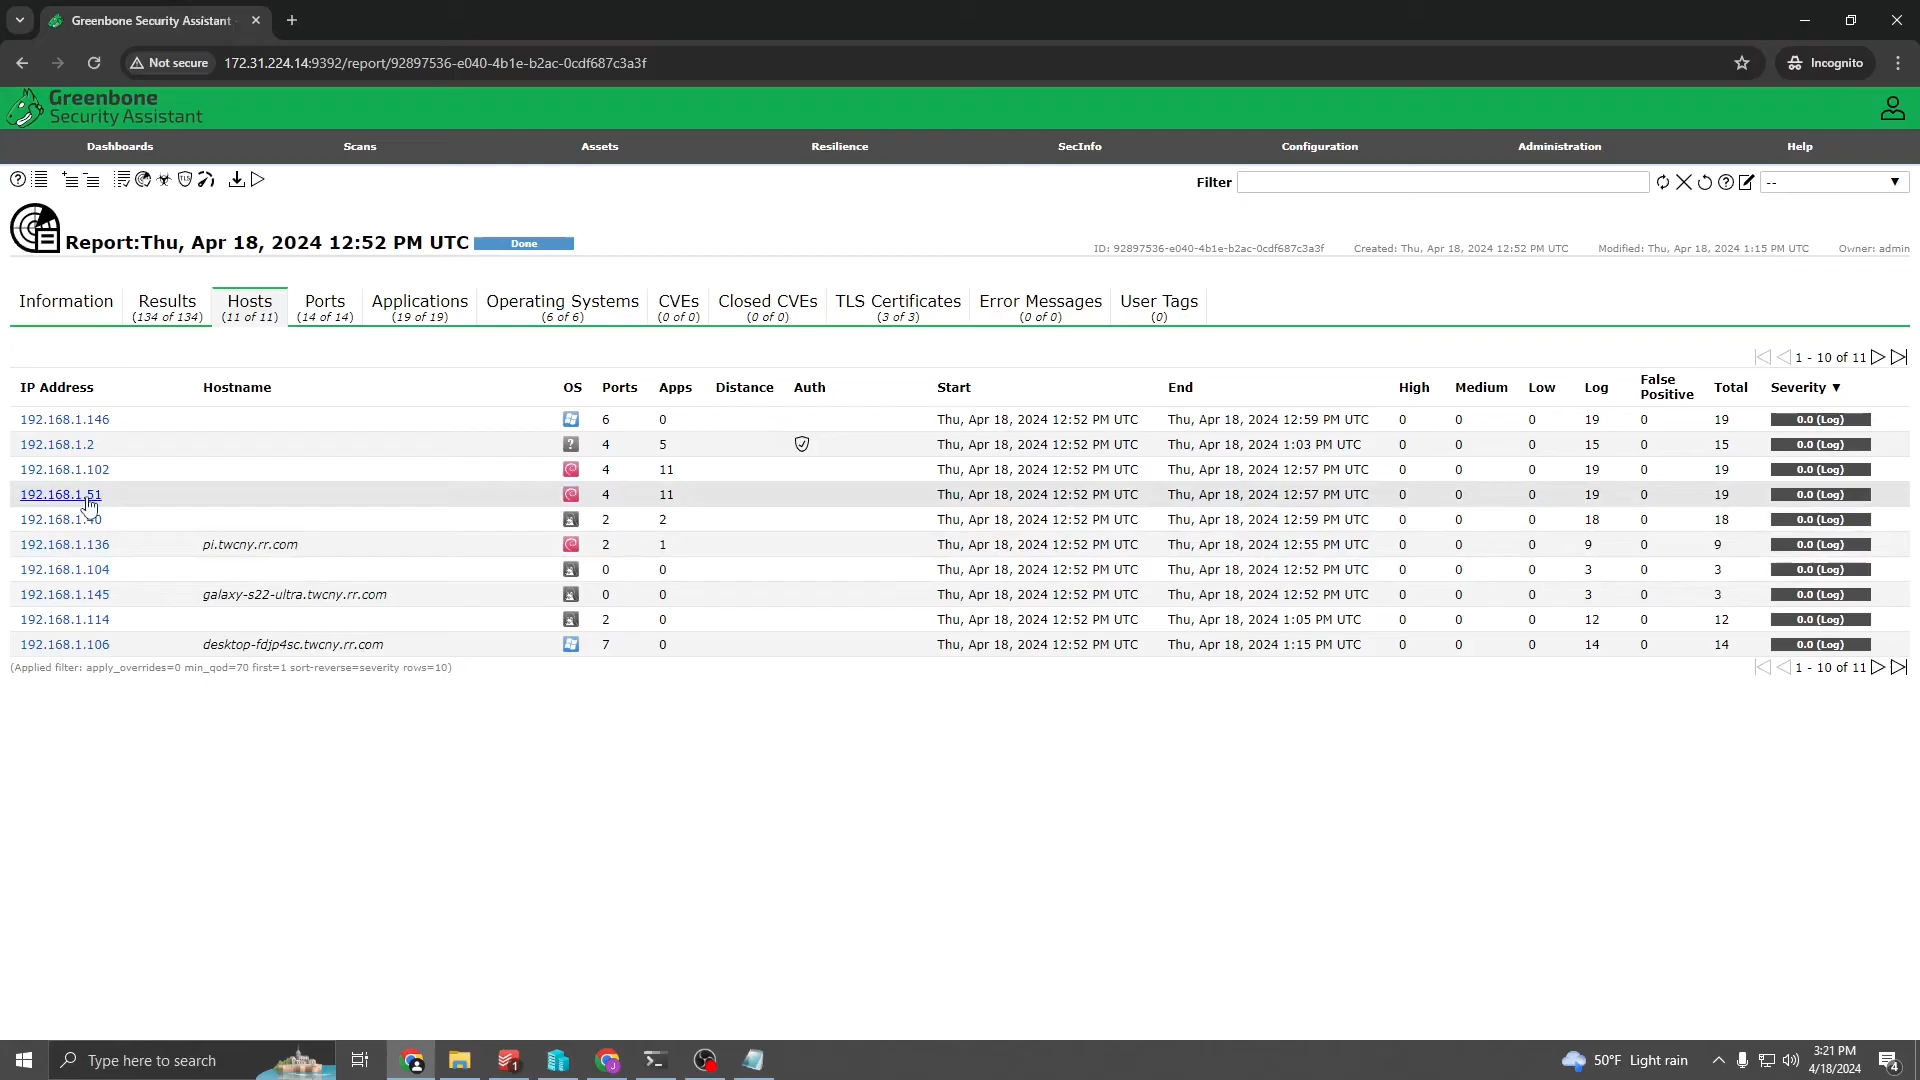 Greenbone Security Assistant
Not secure
172.31.224.14:9392/report/92897536-e040-4b1e-b2ac-0cdf687c3a3f
Incognito
Greenbone
Security Assistant
Dashboards Scans Assets Resilience SecInfo Configuration Administration Help
Filter --
Report:Thu, Apr 18, 2024 12:52 PM UTC Done
ID: 92897536-e040-4b1e-b2ac-0cdf687c3a3f Created: Thu, Apr 18, 2024 12:52 PM UTC Modified: Thu, Apr 18, 2024 1:15 PM UTC Owner: admin
Information Results Hosts Ports Applications Operating Systems CVEs Closed CVEs TLS Certificates Error Messages User Tags
(134 of 134) (11 of 11) (14 of 14) (19 of 19) (6 of 6) (0 of 0) (0 of 0) (3 of 3) (0 of 0) (0)
1 - 10 of 11
IP Address Hostname OS Ports Apps Distance Auth Start End High Medium Low Log False Positive Total Severity ▼
192.168.1.146 6 0 Thu, Apr 18, 2024 12:52 PM UTC Thu, Apr 18, 2024 12:59 PM UTC 0 0 0 19 0 19 0.0 (Log)
192.168.1.2 ? 4 5 Thu, Apr 18, 2024 12:52 PM UTC Thu, Apr 18, 2024 1:03 PM UTC 0 0 0 15 0 15 0.0 (Log)
192.168.1.102 4 11 Thu, Apr 18, 2024 12:52 PM UTC Thu, Apr 18, 2024 12:57 PM UTC 0 0 0 19 0 19 0.0 (Log)
192.168.1.51 4 11 Thu, Apr 18, 2024 12:52 PM UTC Thu, Apr 18, 2024 12:57 PM UTC 0 0 0 19 0 19 0.0 (Log)
192.168.1.40 2 2 Thu, Apr 18, 2024 12:52 PM UTC Thu, Apr 18, 2024 12:59 PM UTC 0 0 0 18 0 18 0.0 (Log)
192.168.1.136 pi.twcny.rr.com 2 1 Thu, Apr 18, 2024 12:52 PM UTC Thu, Apr 18, 2024 12:55 PM UTC 0 0 0 9 0 9 0.0 (Log)
192.168.1.104 0 0 Thu, Apr 18, 2024 12:52 PM UTC Thu, Apr 18, 2024 12:52 PM UTC 0 0 0 3 0 3 0.0 (Log)
192.168.1.145 galaxy-s22-ultra.twcny.rr.com 0 0 Thu, Apr 18, 2024 12:52 PM UTC Thu, Apr 18, 2024 12:52 PM UTC 0 0 0 3 0 3 0.0 (Log)
192.168.1.114 2 0 Thu, Apr 18, 2024 12:52 PM UTC Thu, Apr 18, 2024 1:05 PM UTC 0 0 0 12 0 12 0.0 (Log)
192.168.1.106 desktop-fdjp4sc.twcny.rr.com 7 0 Thu, Apr 18, 2024 12:52 PM UTC Thu, Apr 18, 2024 1:15 PM UTC 0 0 0 14 0 14 0.0 (Log)
(Applied filter: apply_overrides=0 min_qod=70 first=1 sort-reverse=severity rows=10)
1 - 10 of 11
Type here to search
1
50°F Light rain
3:21 PM
4/18/2024
4